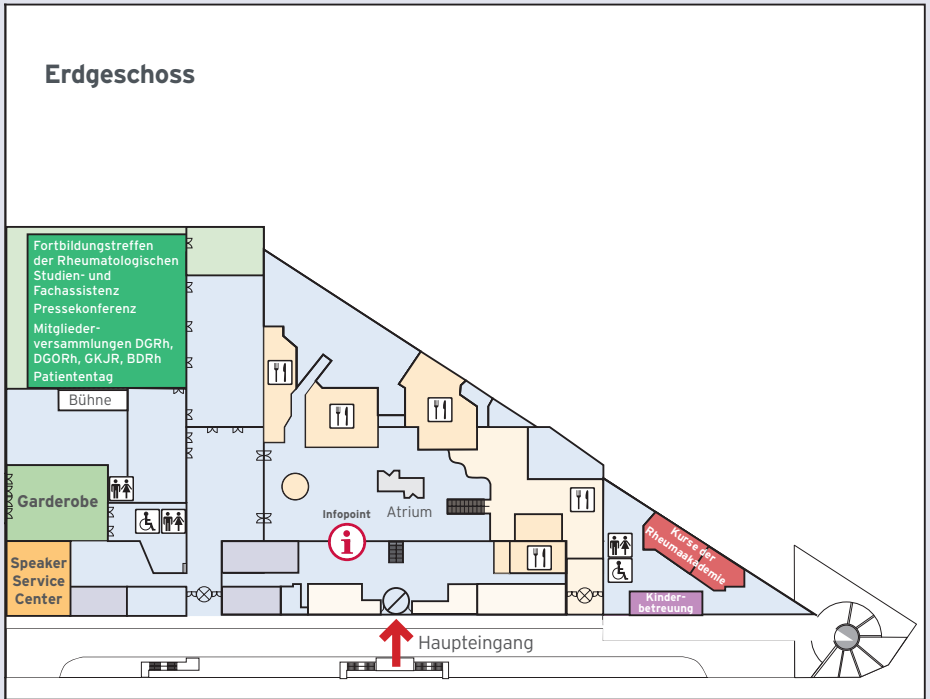 Erdgeschoss
Fortbildungstreffen
der Rheumatologischen
Studien- und
Fachassistenz
Pressekonferenz
Mitglieder-
versammlungen DGRh,
DGORh, GKJR, BDRh
Patiententag
Bühne
Garderobe
Infopoint
i
Atrium
Speaker
Service
Center
Kurse der
Rheumaakademie
Kinder-
betreuung
Haupteingang